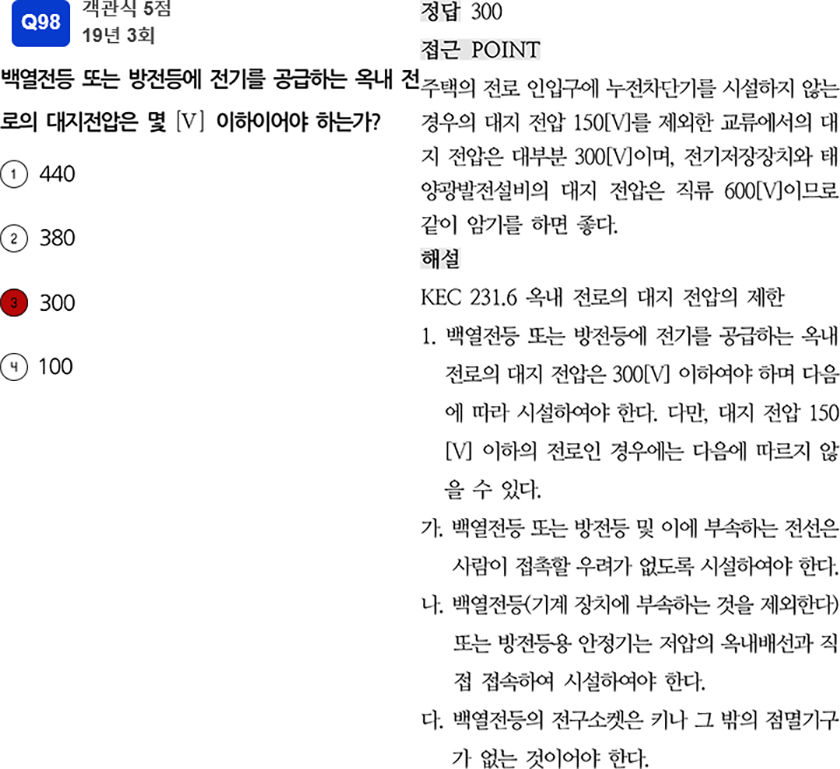 Q98
객관식 5점
19년 3회
백열전등 또는 방전등에 전기를 공급하는 옥내 전
로의 대지전압은 몇 [V] 이하이어야 하는가?
1 440
2 380
3 300
4 100
정답 300
접근 POINT
주택의 전로 인입구에 누전차단기를 시설하지 않는
경우의 대지 전압 150[V]를 제외한 교류에서의 대
지 전압은 대부분 300[V]이며, 전기저장장치와 태
양광발전설비의 대지 전압은 직류 600[V]이므로
같이 암기를 하면 좋다.
해설
KEC 231.6 옥내 전로의 대지 전압의 제한
1. 백열전등 또는 방전등에 전기를 공급하는 옥내
전로의 대지 전압은 300[V] 이하여야 하며 다음
에 따라 시설하여야 한다. 다만, 대지 전압 150
[V] 이하의 전로인 경우에는 다음에 따르지 않
을 수 있다.
가. 백열전등 또는 방전등 및 이에 부속하는 전선은
사람이 접촉할 우려가 없도록 시설하여야 한다.
나. 백열전등(기계 장치에 부속하는 것을 제외한다)
또는 방전등용 안정기는 저압의 옥내배선과 직
접 접속하여 시설하여야 한다.
다. 백열전등의 전구소켓은 키나 그 밖의 점멸기구
가 없는 것이어야 한다.